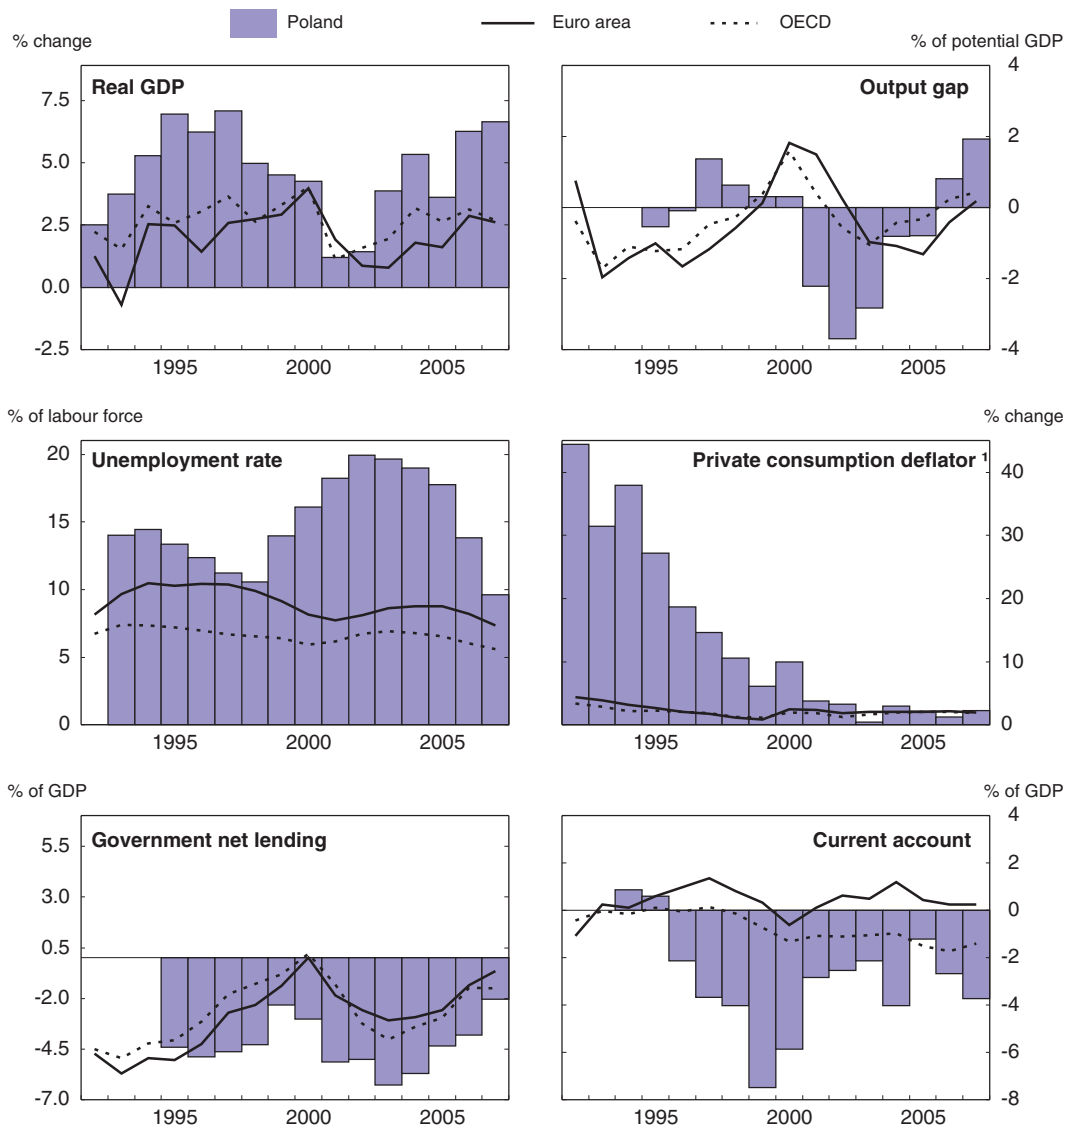 Poland Euro area OECD
% change % of potential GDP
Real GDP
7.5
5.0
2.5
0.0
-2.5
1995 2000 2005
Output gap
4
2
0
-2
-4
1995 2000 2005
% of labour force % change
Unemployment rate
20
15
10
5
0
1995 2000 2005
Private consumption deflator ¹
40
30
20
10
0
1995 2000 2005
% of GDP % of GDP
Government net lending
5.5
3.0
0.5
-2.0
-4.5
-7.0
1995 2000 2005
Current account
4
2
0
-2
-4
-6
-8
1995 2000 2005